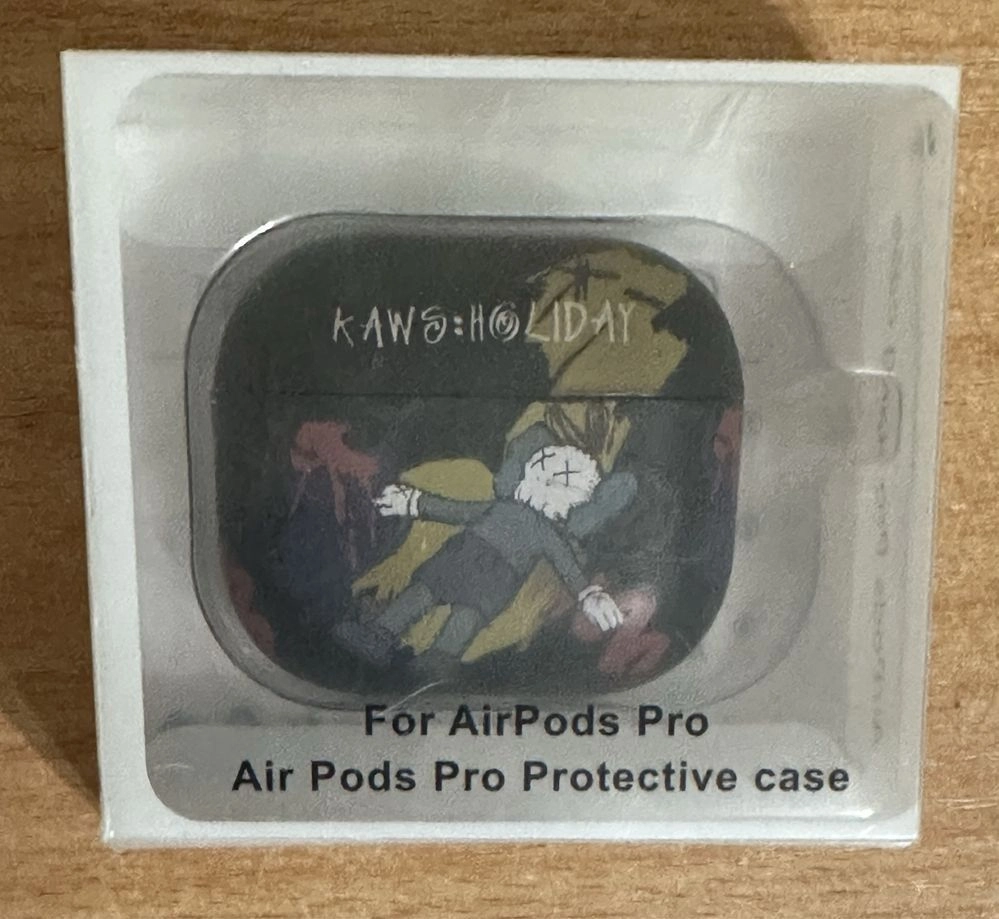 KAWS:HOLIDAY
For AirPods Pro
Air Pods Pro Protective case